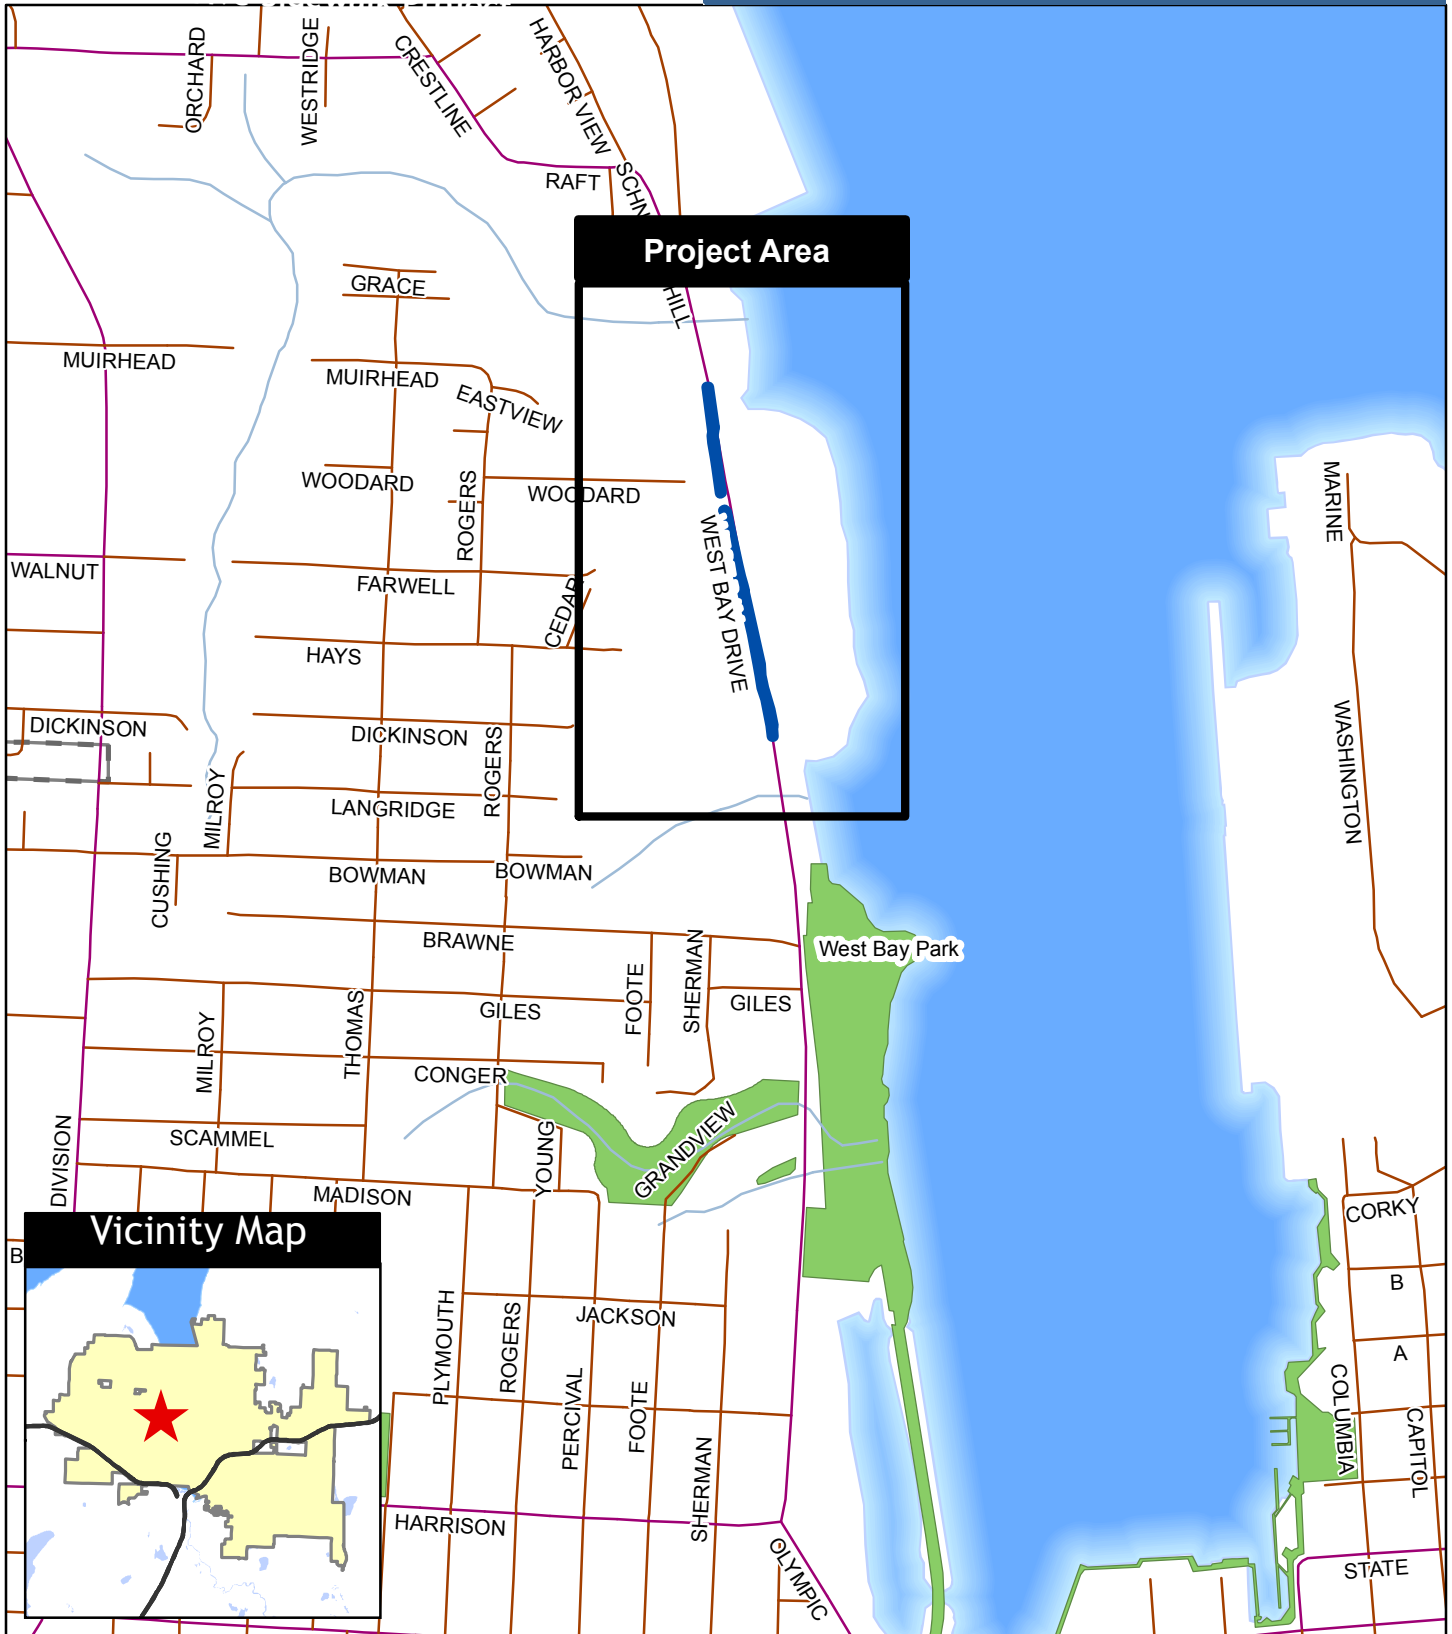 ORCHARD
WESTRIDGE
CRESTLINE
HARBOR VIEW
RAFT
SCHN
Project Area
HILL
GRACE
MUIRHEAD
MUIRHEAD
EASTVIEW
WOODARD
WOODARD
ROGERS
MARINE
WALNUT
FARWELL
CEDAR
WEST BAY DRIVE
HAYS
DICKINSON
DICKINSON
ROGERS
WASHINGTON
MILROY
LANGRIDGE
CUSHING
BOWMAN
BOWMAN
BRAWNE
West Bay Park
FOOTE
SHERMAN
GILES
GILES
MILROY
THOMAS
CONGER
DIVISION
SCAMMEL
YOUNG
GRANDVIEW
MADISON
CORKY
Vicinity Map
B
B
JACKSON
PLYMOUTH
ROGERS
A
PERCIVAL
FOOTE
COLUMBIA
CAPITOL
SHERMAN
HARRISON
OLYMPIC
STATE